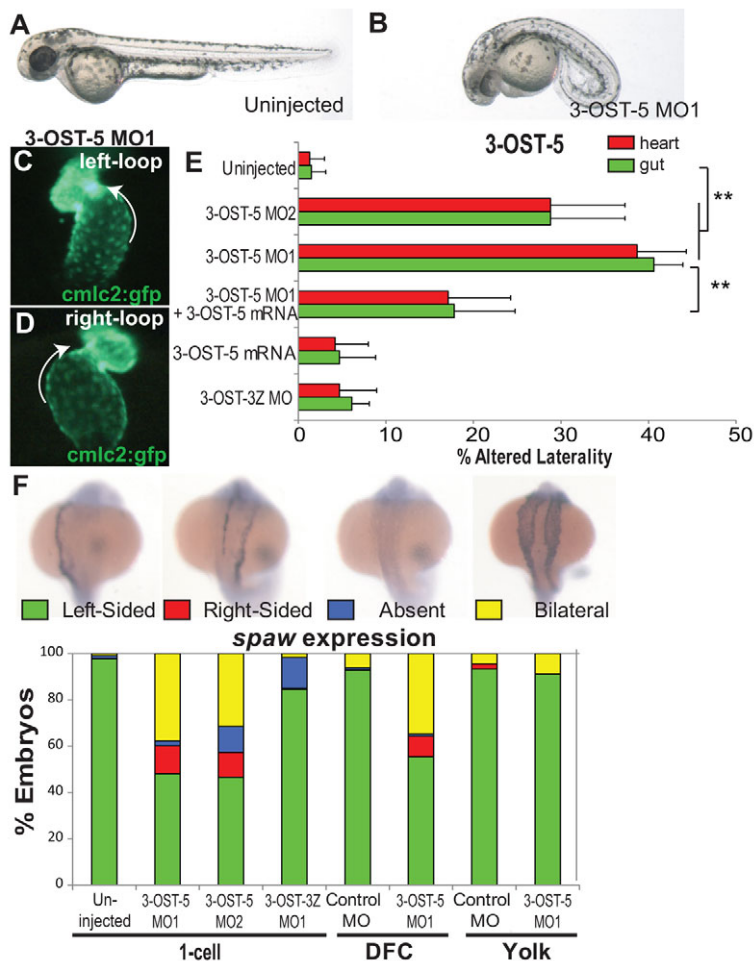 A
Uninjected
B
3-OST-5 MO1
3-OST-5 MO1
C
left-loop
cmlc2:gfp
D
right-loop
cmlc2:gfp
E
3-OST-5
heart
gut
Uninjected
3-OST-5 MO2
3-OST-5 MO1
3-OST-5 MO1
+ 3-OST-5 mRNA
3-OST-5 mRNA
3-OST-3Z MO
**
**
0 10 20 30 40 50
% Altered Laterality
F
Left-Sided Right-Sided Absent Bilateral
spaw expression
% Embryos
100
80
60
40
20
0
Un-
injected
3-OST-5
MO1
3-OST-5
MO2
3-OST-3Z
MO1
Control
MO
3-OST-5
MO1
Control
MO
3-OST-5
MO1
1-cell DFC Yolk